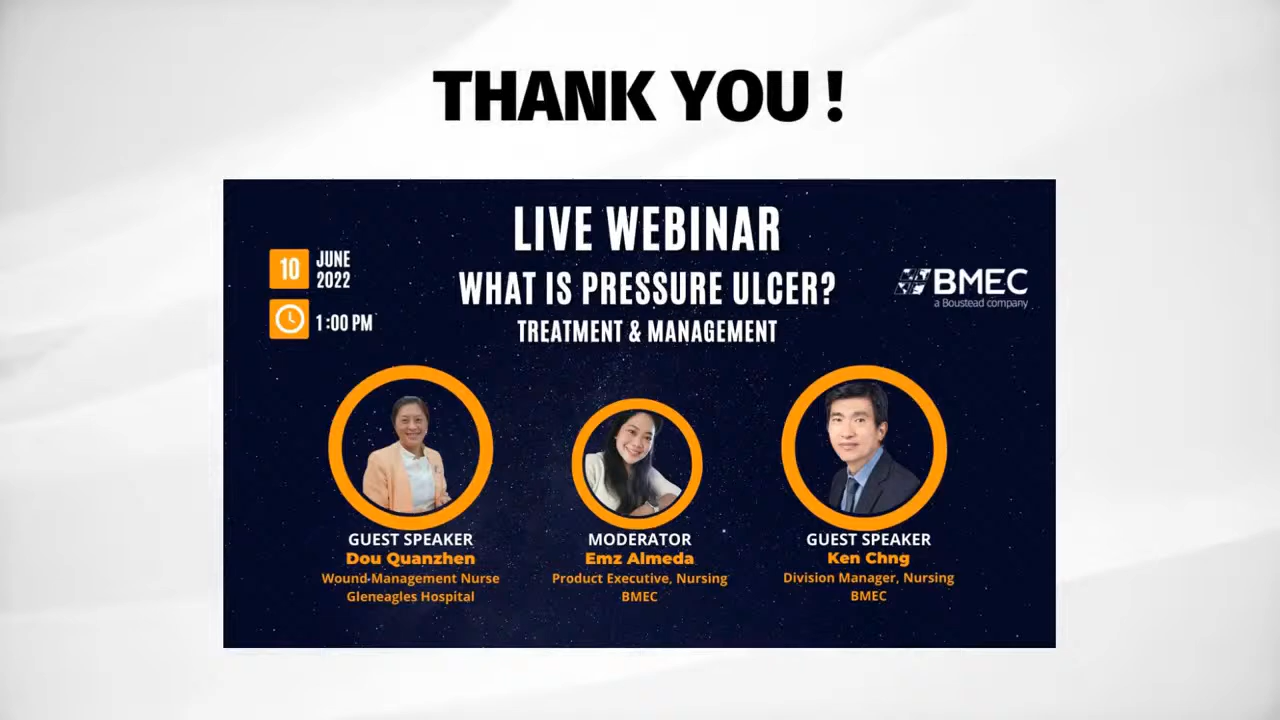 THANK YOU !
LIVE WEBINAR
WHAT IS PRESSURE ULCER?
TREATMENT & MANAGEMENT
10
JUNE
2022
1:00 PM
BMEC
a Boustead company
GUEST SPEAKER
Dou Quanzhen
Wound-Management Nurse
Gleneagles Hospital
MODERATOR
Emz Almeda
Product Executive, Nursing
BMEC
GUEST SPEAKER
Ken Chng
Division Manager, Nursing
BMEC